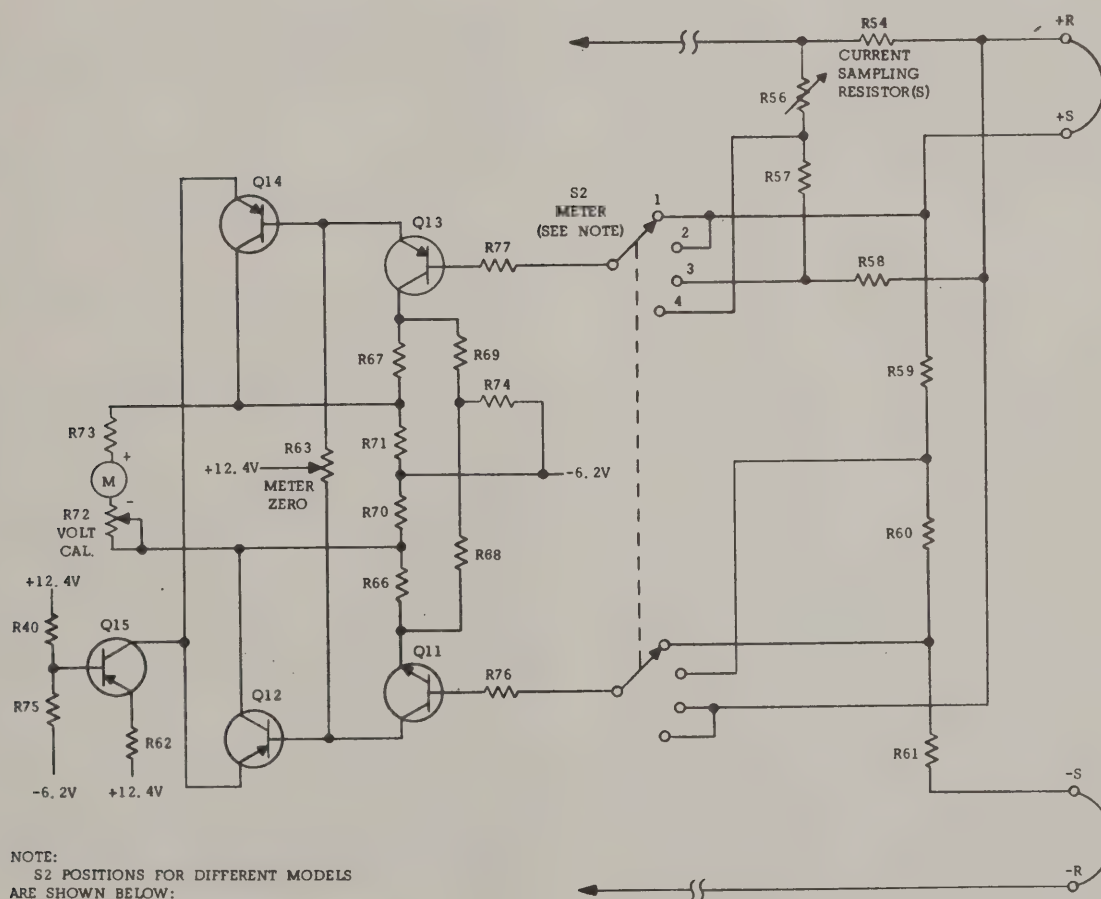 R54
+R
CURRENT
SAMPLING
RESISTOR(S)
R56
+S
R57
Q14
S2
METER
(SEE NOTE)
1
Q13
R77
2
3
R58
4
R67
R69
R59
R74
R73
R71
R63
+12.4V
-6.2V
+
M
METER
ZERO
-
R72
VOLT
CAL.
R70
R60
R68
R66
+12.4V
R40
Q15
Q11
R76
R75
Q12
R62
R61
-S
-6.2V
+12.4V
NOTE:
S2 POSITIONS FOR DIFFERENT MODELS
ARE SHOWN BELOW:
-R